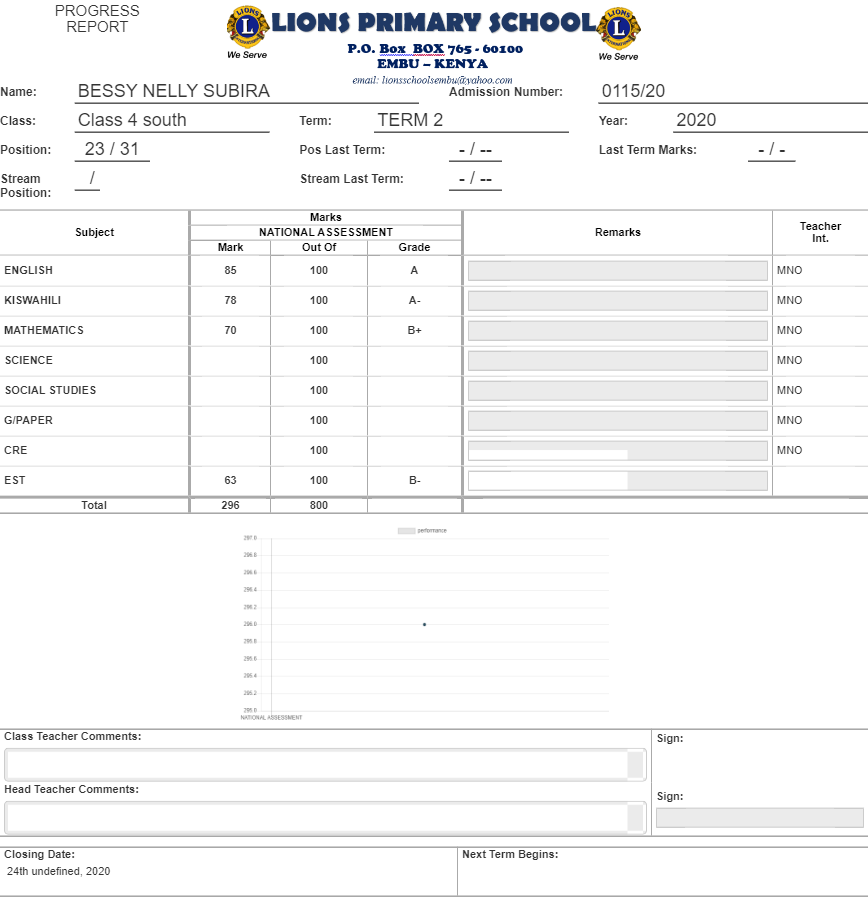 PROGRESS
REPORT
LIONS
L
INTERNATIONAL
We Serve
LIONS PRIMARY SCHOOL
P.O. Box BOX 765 - 60100
EMBU – KENYA
email: lionsschoolsembu@yahoo.com
LIONS
L
INTERNATIONAL
We Serve
Name: BESSY NELLY SUBIRA Admission Number: 0115/20
Class: Class 4 south Term: TERM 2 Year: 2020
Position: 23 / 31 Pos Last Term: - / -- Last Term Marks: - / -
Stream Position: / Stream Last Term: - / --
Subject Marks Remarks Teacher Int.
NATIONAL ASSESSMENT
Mark Out Of Grade
ENGLISH 85 100 A MNO
KISWAHILI 78 100 A- MNO
MATHEMATICS 70 100 B+ MNO
SCIENCE 100 MNO
SOCIAL STUDIES 100 MNO
G/PAPER 100 MNO
CRE 100 MNO
EST 63 100 B-
Total 296 800
performance
297.0
296.8
296.6
296.4
296.2
296.0
295.8
295.6
295.4
295.2
295.0
NATIONAL ASSESSMENT
Class Teacher Comments: Sign:
Head Teacher Comments:
Sign:
Closing Date: Next Term Begins:
24th undefined, 2020